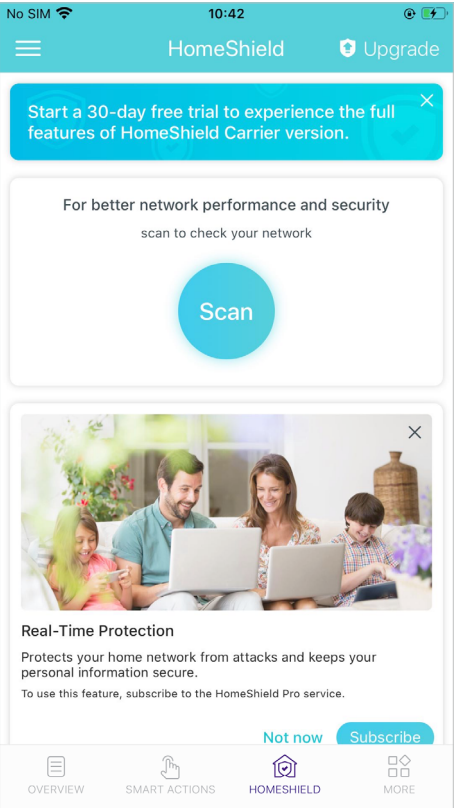 No SIM 10:42
HomeShield Upgrade
Start a 30-day free trial to experience the full
features of HomeShield Carrier version.
For better network performance and security
scan to check your network
Scan
Real-Time Protection
Protects your home network from attacks and keeps your
personal information secure.
To use this feature, subscribe to the HomeShield Pro service.
Not now Subscribe
OVERVIEW SMART ACTIONS HOMESHIELD MORE